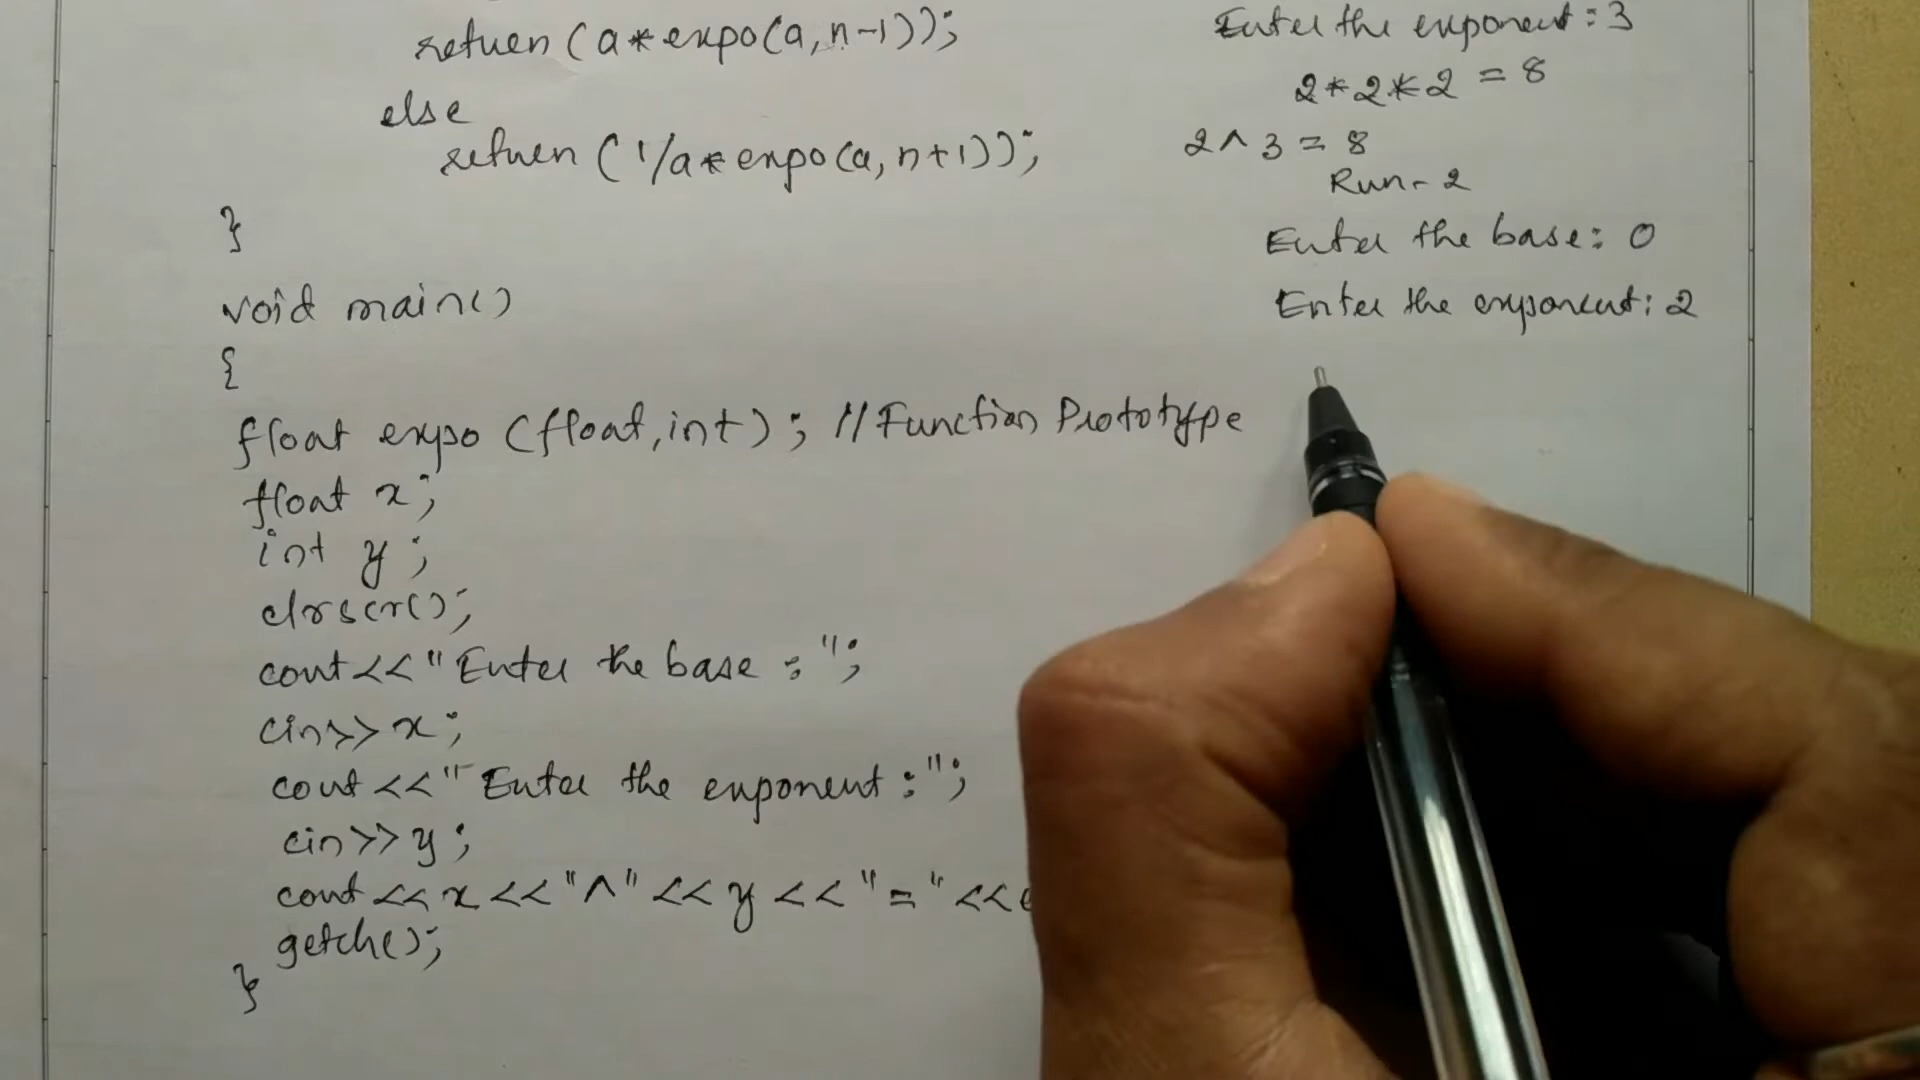 return (a*expo(a,n-1));
else
return (1/a*expo(a,n+1));
}
void main()
{
float expo (float,int); //Function Prototype
float x;
int y;
clrscr();
cout<<"Enter the base :";
cin>>x;
cout<<"Enter the exponent :";
cin>>y;
cout<<x<<"^"<<y<<"="<<
getch();
}
Enter the exponent: 3
2*2*2 = 8
2^3 = 8
Run-2
Enter the base: 0
Enter the exponent: 2